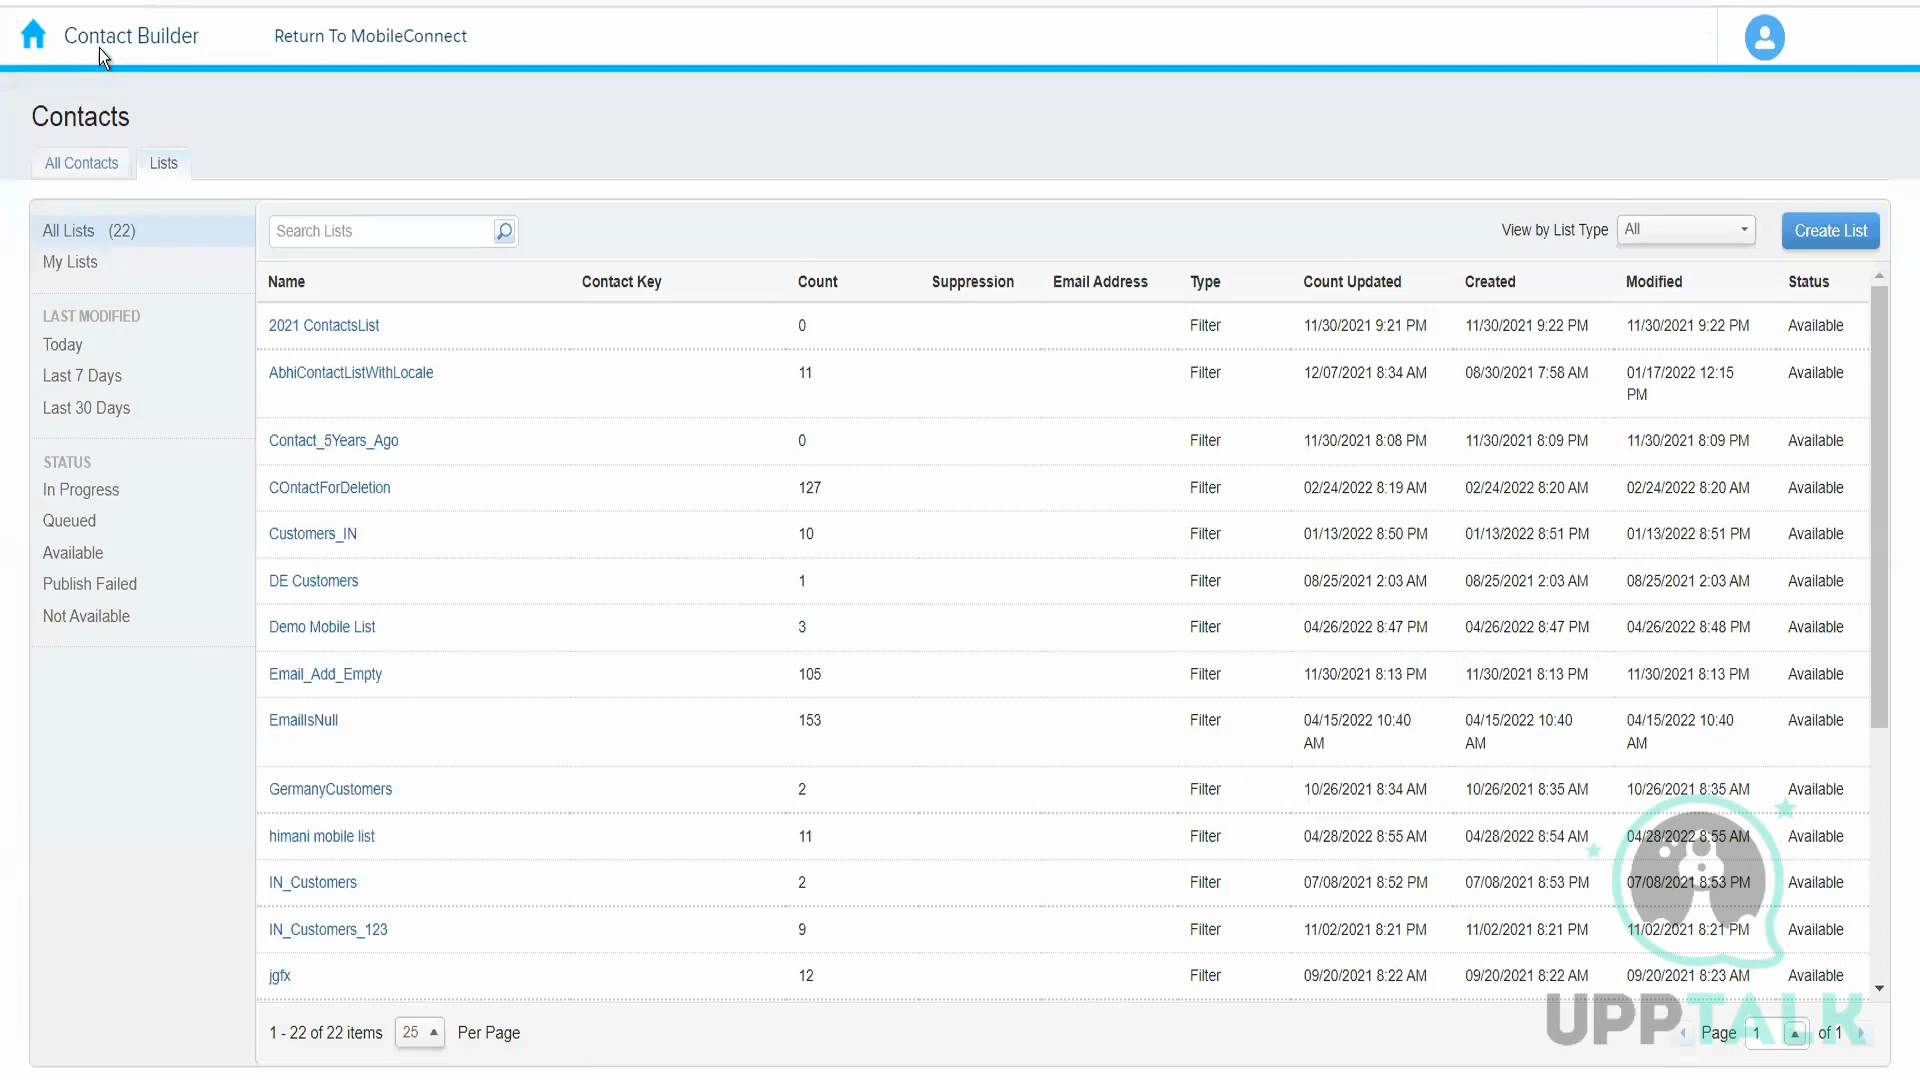 Contact Builder
Return To MobileConnect
Contacts
All Contacts
Lists
All Lists (22)
My Lists
LAST MODIFIED
Today
Last 7 Days
Last 30 Days
STATUS
In Progress
Queued
Available
Publish Failed
Not Available
Search Lists
View by List Type All
Create List
Name Contact Key Count Suppression Email Address Type Count Updated Created Modified Status
2021 ContactsList 0 Filter 11/30/2021 9:21 PM 11/30/2021 9:22 PM 11/30/2021 9:22 PM Available
AbhiContactListWithLocale 11 Filter 12/07/2021 8:34 AM 08/30/2021 7:58 AM 01/17/2022 12:15 Available
PM
Contact_5Years_Ago 0 Filter 11/30/2021 8:08 PM 11/30/2021 8:09 PM 11/30/2021 8:09 PM Available
COntactForDeletion 127 Filter 02/24/2022 8:19 AM 02/24/2022 8:20 AM 02/24/2022 8:20 AM Available
Customers_IN 10 Filter 01/13/2022 8:50 PM 01/13/2022 8:51 PM 01/13/2022 8:51 PM Available
DE Customers 1 Filter 08/25/2021 2:03 AM 08/25/2021 2:03 AM 08/25/2021 2:03 AM Available
Demo Mobile List 3 Filter 04/26/2022 8:47 PM 04/26/2022 8:47 PM 04/26/2022 8:48 PM Available
Email_Add_Empty 105 Filter 11/30/2021 8:13 PM 11/30/2021 8:13 PM 11/30/2021 8:13 PM Available
EmailIsNull 153 Filter 04/15/2022 10:40 04/15/2022 10:40 04/15/2022 10:40 Available
AM AM AM
GermanyCustomers 2 Filter 10/26/2021 8:34 AM 10/26/2021 8:35 AM 10/26/2021 8:35 AM Available
himani mobile list 11 Filter 04/28/2022 8:55 AM 04/28/2022 8:54 AM 04/28/2022 8:55 AM Available
IN_Customers 2 Filter 07/08/2021 8:52 PM 07/08/2021 8:53 PM 07/08/2021 8:53 PM Available
IN_Customers_123 9 Filter 11/02/2021 8:21 PM 11/02/2021 8:21 PM 11/02/2021 8:21 PM Available
jgfx 12 Filter 09/20/2021 8:22 AM 09/20/2021 8:22 AM 09/20/2021 8:23 AM Available
1 - 22 of 22 items 25 Per Page
Page 1 of 1
UPPTALK